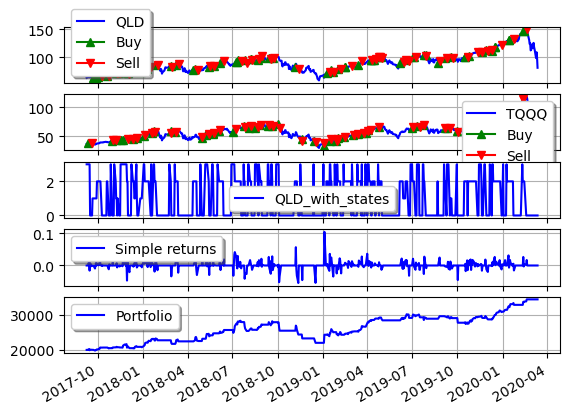 150
100
QLD
Buy
Sell
100
50
TQQQ
Buy
Sell
2
0
QLD_with_states
0.1
0.0
Simple returns
30000
20000
Portfolio
2017-10
2018-01
2018-04
2018-07
2018-10
2019-01
2019-04
2019-07
2019-10
2020-01
2020-04